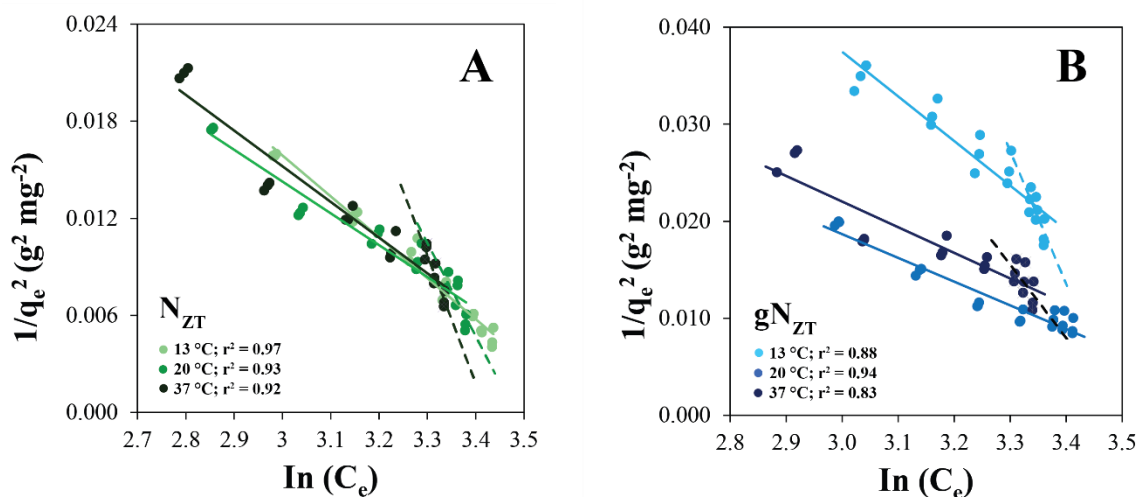 A
1/qe2 (g2 mg-2)
0.024
0.018
0.012
0.006
0.000
NZT
13 °C; r2 = 0.97
20 °C; r2 = 0.93
37 °C; r2 = 0.92
2.7 2.8 2.9 3 3.1 3.2 3.3 3.4 3.5
In (Ce)
B
1/qe2 (g2 mg-2)
0.040
0.030
0.020
0.010
0.000
gNZT
13 °C; r2 = 0.88
20 °C; r2 = 0.94
37 °C; r2 = 0.83
2.8 2.9 3.0 3.1 3.2 3.3 3.4 3.5
In (Ce)